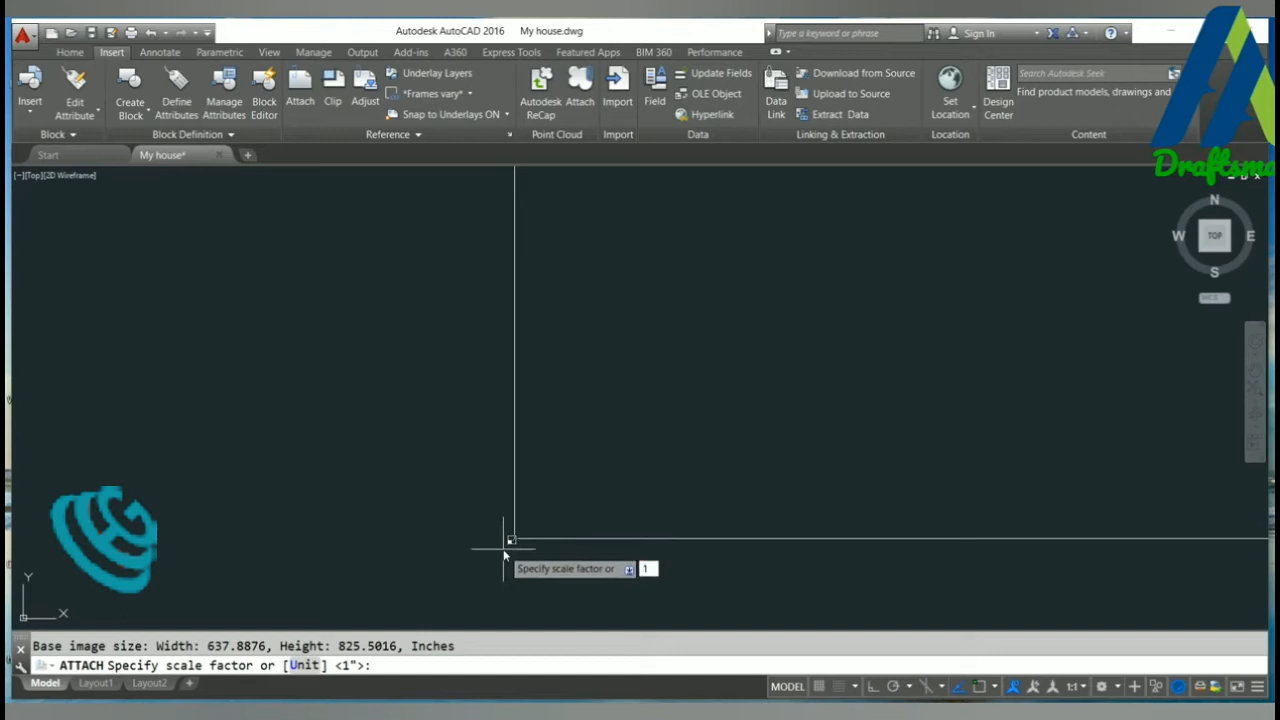 Autodesk AutoCAD 2016 My house.dwg
Type a keyword or phrase
Sign In
Home Insert Annotate Parametric View Manage Output Add-ins A360 Express Tools Featured Apps BIM 360 Performance
Insert
Edit
Attribute
Block
Create
Block
Define
Attributes
Manage
Attributes
Block
Editor
Block Definition
Attach
Clip
Adjust
Underlay Layers
*Frames vary*
Snap to Underlays ON
Reference
Autodesk
ReCap
Attach
Point Cloud
Import
Import
Field
Update Fields
OLE Object
Hyperlink
Data
Data
Link
Download from Source
Upload to Source
Extract Data
Linking & Extraction
Set
Location
Location
Design
Center
Search Autodesk Seek
Find product models, drawings and
Content
Draftsma
Start
My house*
[−][Top][2D Wireframe]
N
W
TOP
E
S
WCS
Specify scale factor or 1
Y
X
Base image size: Width: 637.8876, Height: 825.5016, Inches
ATTACH Specify scale factor or [Unit] <1">:
Model Layout1 Layout2
MODEL
1:1